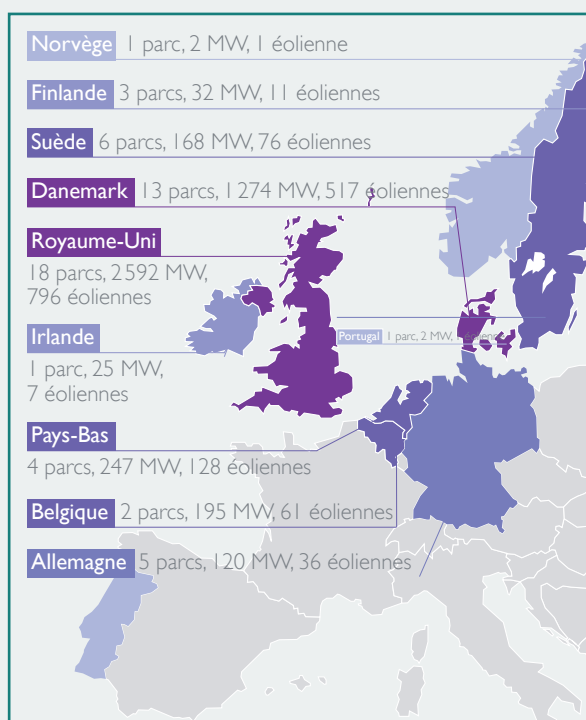 Norvège 1 parc, 2 MW, 1 éolienne
Finlande 3 parcs, 32 MW, 11 éoliennes
Suède 6 parcs, 168 MW, 76 éoliennes
Danemark 13 parcs, 1 274 MW, 517 éoliennes
Royaume-Uni
18 parcs, 2 592 MW,
796 éoliennes
Irlande
1 parc, 25 MW,
7 éoliennes
Portugal 1 parc, 2 MW, 1 éolienne
Pays-Bas
4 parcs, 247 MW, 128 éoliennes
Belgique 2 parcs, 195 MW, 61 éoliennes
Allemagne 5 parcs, 120 MW, 36 éoliennes